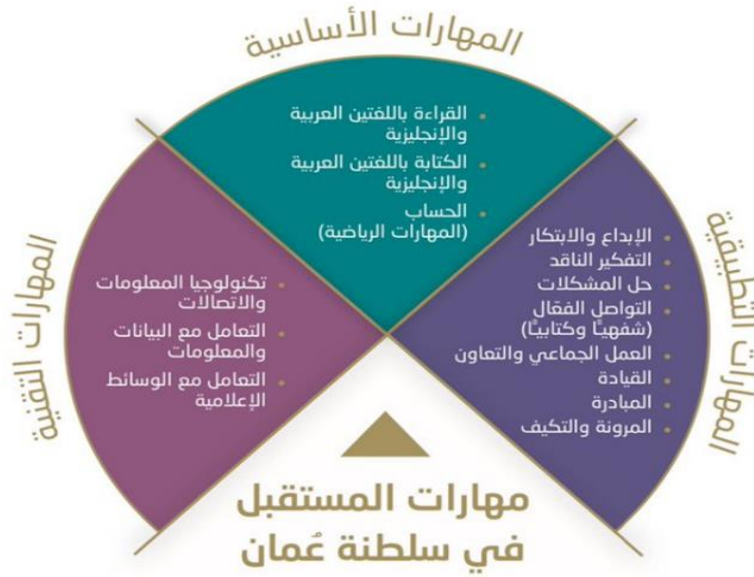 المهارات الأساسية
القراءة باللغتين العربية
والإنجليزية
الكتابة باللغتين العربية
والإنجليزية
الحساب
(المهارات الرياضية)
المهارات التطبيقية
الإبداع والابتكار
التفكير الناقد
حل المشكلات
التواصل الفعّال
(شفهيًّا وكتابيًّا)
العمل الجماعي والتعاون
القيادة
المبادرة
المرونة والتكيف
المهارات التقنية
تكنولوجيا المعلومات
والاتصالات
التعامل مع البيانات
والمعلومات
التعامل مع الوسائط
الإعلامية
مهارات المستقبل
في سلطنة عُمان